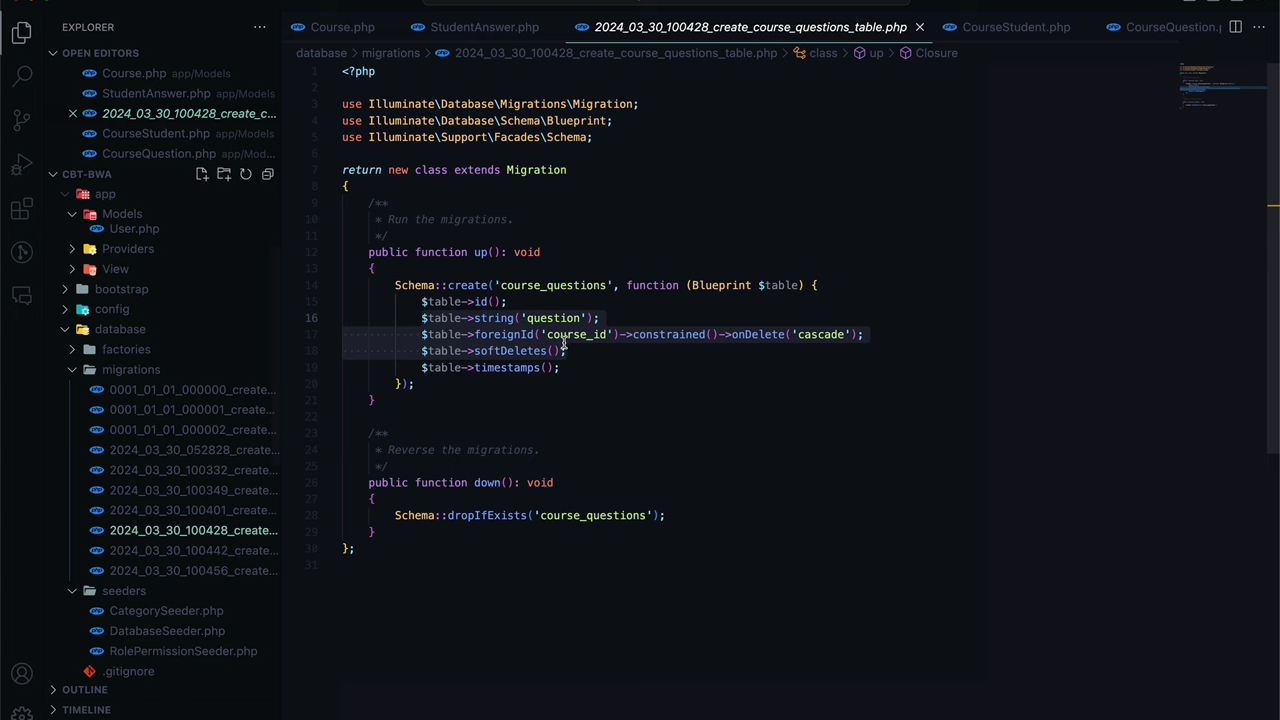 EXPLORER
OPEN EDITORS
Course.php app/Models
StudentAnswer.php app/Models
2024_03_30_100428_create_c...
CourseStudent.php app/Models
CourseQuestion.php app/Mod...
CBT-BWA
app
Models
User.php
Providers
View
bootstrap
config
database
factories
migrations
0001_01_01_000000_create...
0001_01_01_000001_create...
0001_01_01_000002_create...
2024_03_30_052828_create...
2024_03_30_100332_create...
2024_03_30_100349_create...
2024_03_30_100401_create...
2024_03_30_100428_create...
2024_03_30_100442_create...
2024_03_30_100456_create...
seeders
CategorySeeder.php
DatabaseSeeder.php
RolePermissionSeeder.php
.gitignore
OUTLINE
TIMELINE
Course.php StudentAnswer.php 2024_03_30_100428_create_course_questions_table.php CourseStudent.php CourseQuestion.p
database > migrations > 2024_03_30_100428_create_course_questions_table.php > class > up > Closure
1 <?php
2
3 use Illuminate\Database\Migrations\Migration;
4 use Illuminate\Database\Schema\Blueprint;
5 use Illuminate\Support\Facades\Schema;
6
7 return new class extends Migration
8 {
9 /**
10 * Run the migrations.
11 */
12 public function up(): void
13 {
14 Schema::create('course_questions', function (Blueprint $table) {
15 $table->id();
16 $table->string('question');
17 $table->foreignId('course_id')->constrained()->onDelete('cascade');
18 $table->softDeletes();
19 $table->timestamps();
20 });
21 }
22
23 /**
24 * Reverse the migrations.
25 */
26 public function down(): void
27 {
28 Schema::dropIfExists('course_questions');
29 }
30 };
31